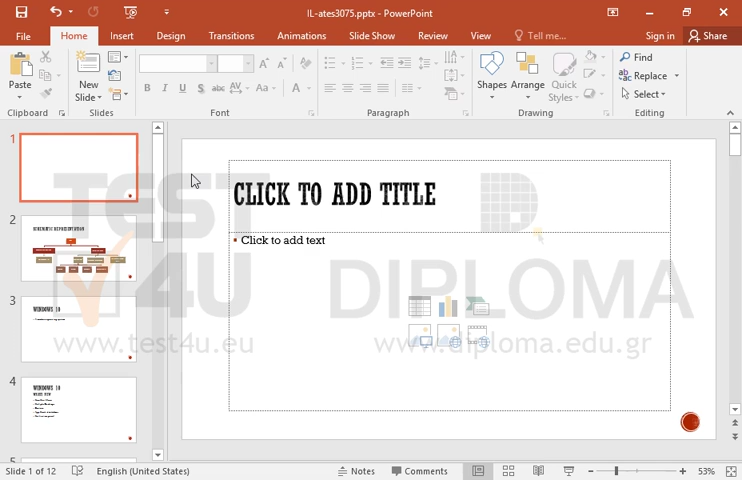 IL-ates3075.pptx - PowerPoint
File Home Insert Design Transitions Animations Slide Show Review View Tell me... Sign in Share
Paste
New Slide
Shapes Arrange Quick Styles
Find
Replace
Select
Clipboard Slides Font Paragraph Drawing Editing
1
CLICK TO ADD TITLE
Click to add text
2
3
WINDOWS 10
4
WINDOWS 10
5
TEST4U
www.test4u.eu
DIPLOMA
www.diploma.edu.gr
Slide 1 of 12 English (United States) Notes Comments 53%